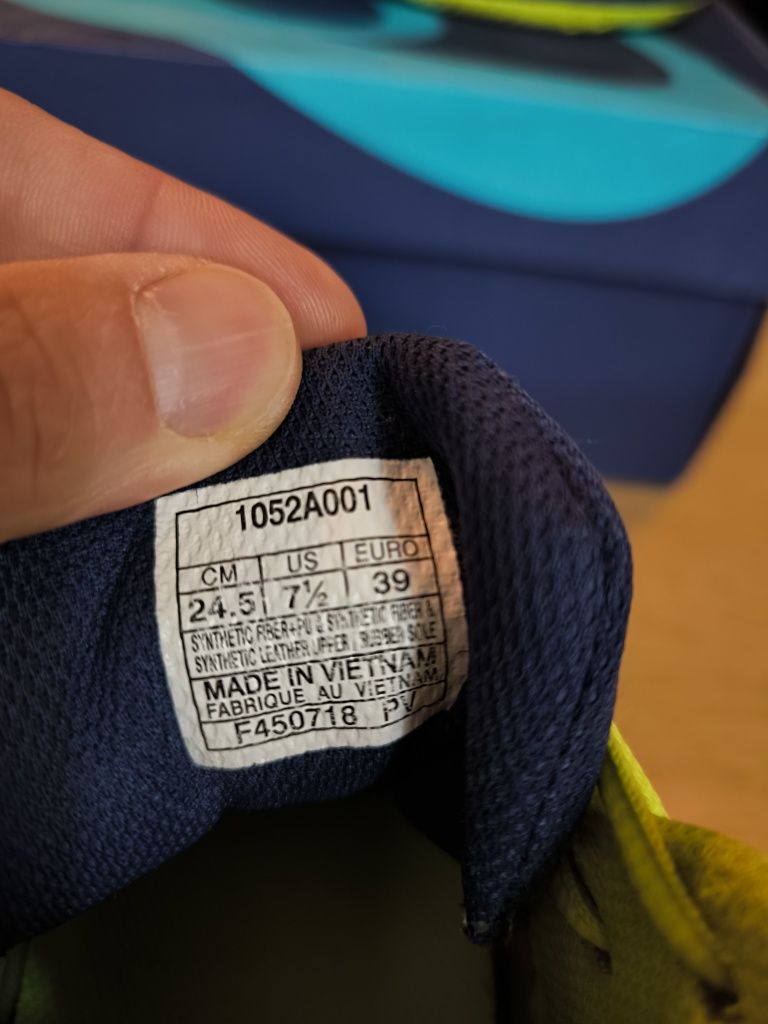 1052A001
CM US EURO
24.5 7½ 39
SYNTHETIC FIBER+PU & SYNTHETIC FIBER &
SYNTHETIC LEATHER UPPER / RUBBER SOLE
MADE IN VIETNAM
FABRIQUE AU VIETNAM
F450718 PV